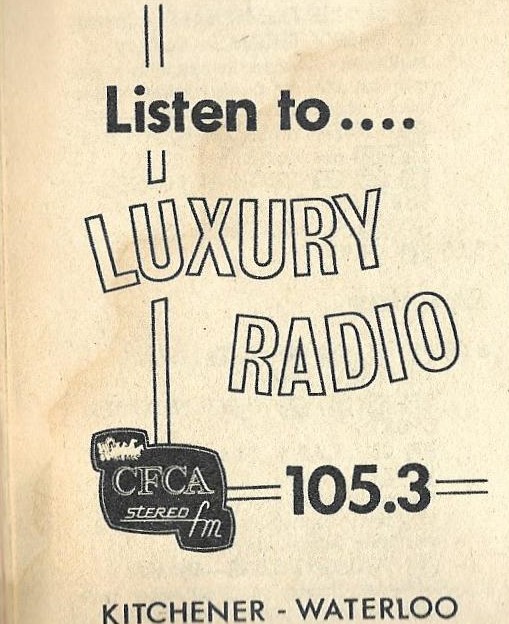 Listen to....
LUXURY
RADIO
CFCA
STEREO
fm
105.3
KITCHENER - WATERLOO